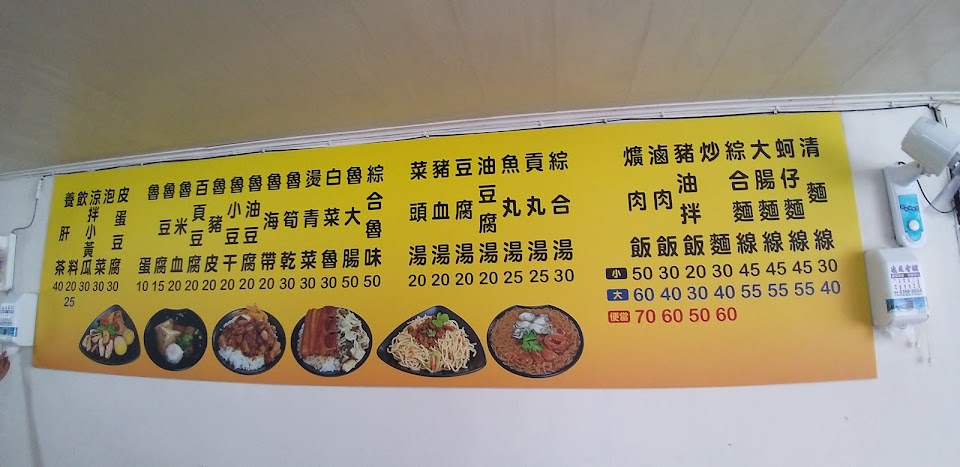 養肝茶
飲料
涼拌小黃瓜
泡菜
皮蛋豆腐
40 20 30 30 30
25
魯蛋
魯豆腐
魯米血
百頁豆腐
魯豬皮
魯小豆干
魯油豆腐
魯海帶
魯筍乾
燙青菜
白菜魯
魯大腸
綜合魯味
10 15 20 20 20 20 20 20 30 30 30 50 50
菜頭湯
豬血湯
豆腐湯
油豆腐湯
魚丸湯
貢丸湯
綜合湯
20 20 20 20 25 25 30
爌肉飯
滷肉飯
豬油拌飯
炒麵
綜合麵線
大腸麵線
蚵仔麵線
清麵線
小 50 30 20 30 45 45 45 30
大 60 40 30 40 55 55 55 40
便當 70 60 50 60